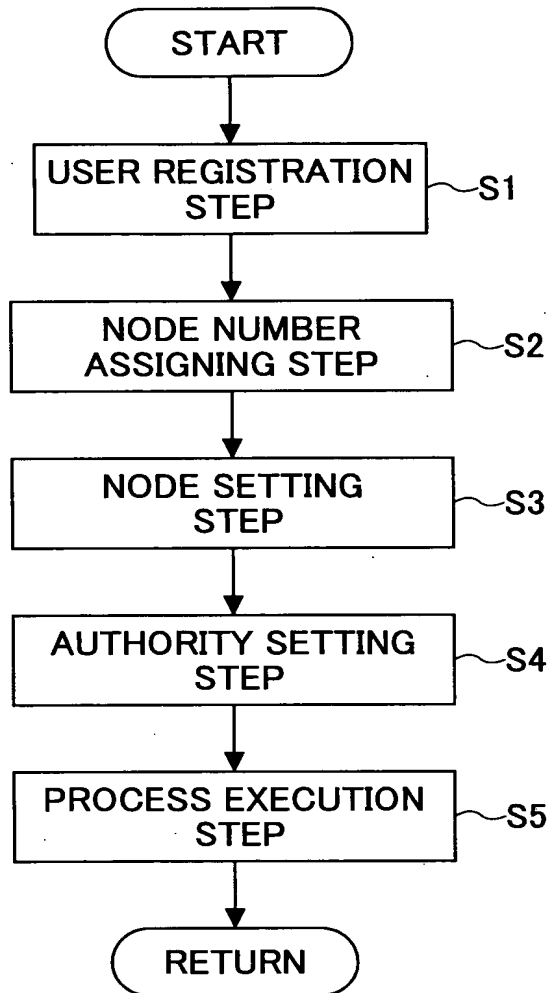 START
USER REGISTRATION
STEP
S1
NODE NUMBER
ASSIGNING STEP
S2
NODE SETTING
STEP
S3
AUTHORITY SETTING
STEP
S4
PROCESS EXECUTION
STEP
S5
RETURN